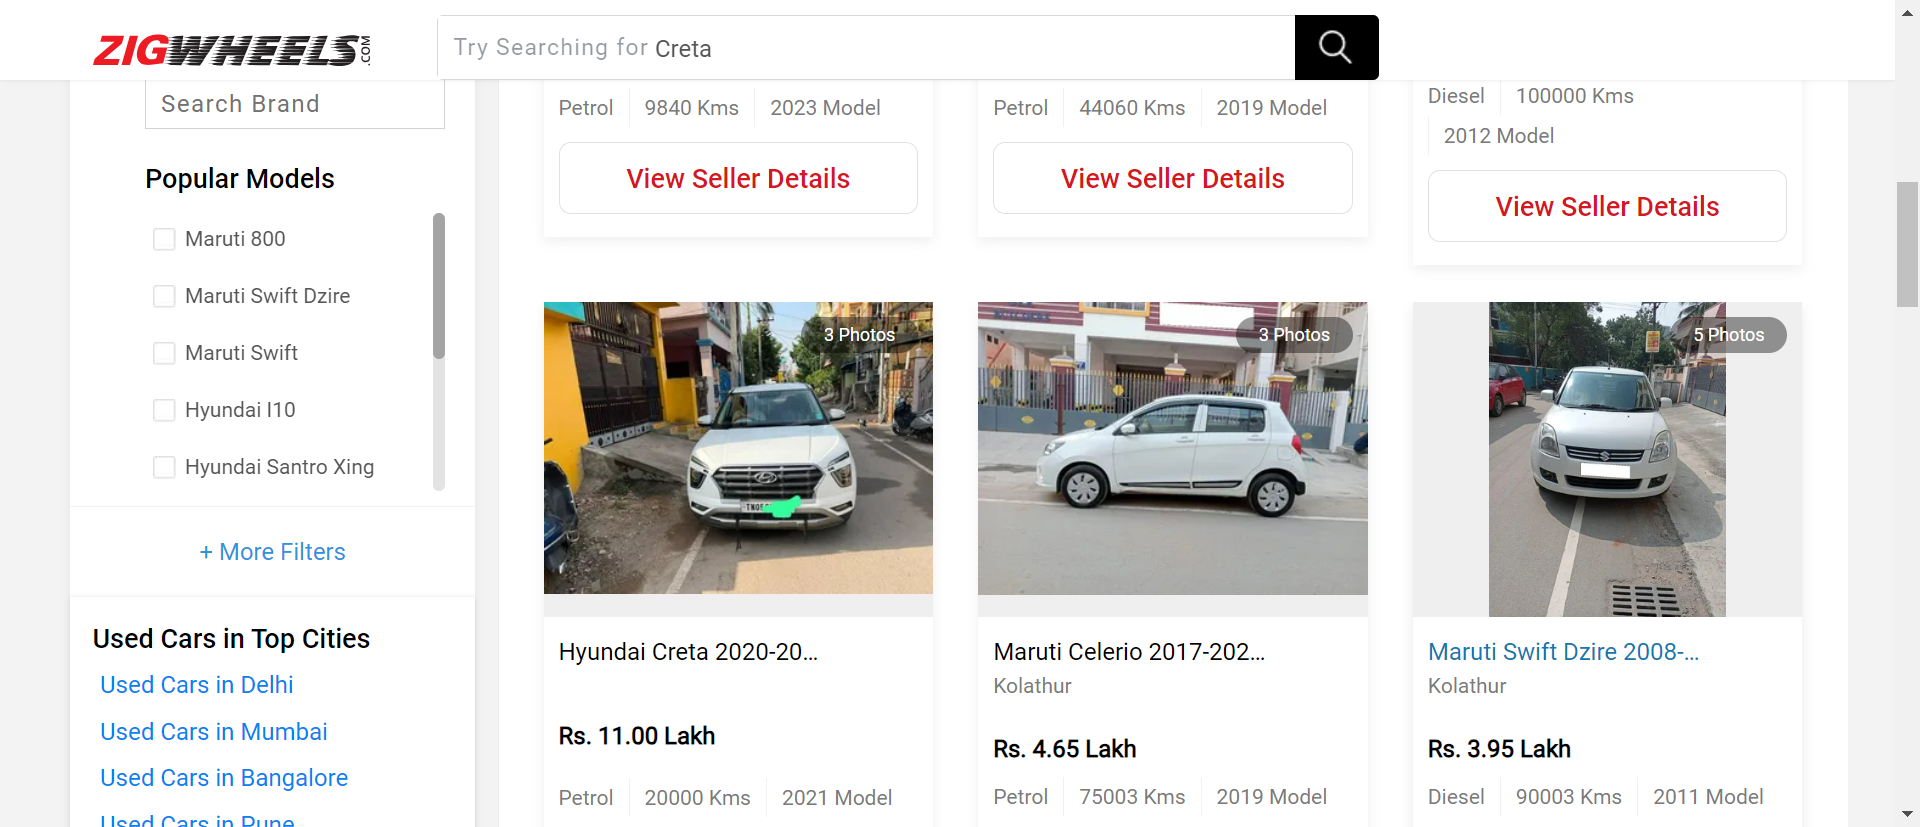 ZIGWHEELS.COM
Try Searching for Creta
Search Brand
Popular Models
Maruti 800
Maruti Swift Dzire
Maruti Swift
Hyundai I10
Hyundai Santro Xing
+ More Filters
Used Cars in Top Cities
Used Cars in Delhi
Used Cars in Mumbai
Used Cars in Bangalore
Used Cars in Pune
Petrol 9840 Kms 2023 Model
View Seller Details
Petrol 44060 Kms 2019 Model
View Seller Details
Diesel 100000 Kms
2012 Model
View Seller Details
3 Photos
Hyundai Creta 2020-20...
Rs. 11.00 Lakh
Petrol 20000 Kms 2021 Model
3 Photos
Maruti Celerio 2017-202...
Kolathur
Rs. 4.65 Lakh
Petrol 75003 Kms 2019 Model
5 Photos
Maruti Swift Dzire 2008-...
Kolathur
Rs. 3.95 Lakh
Diesel 90003 Kms 2011 Model